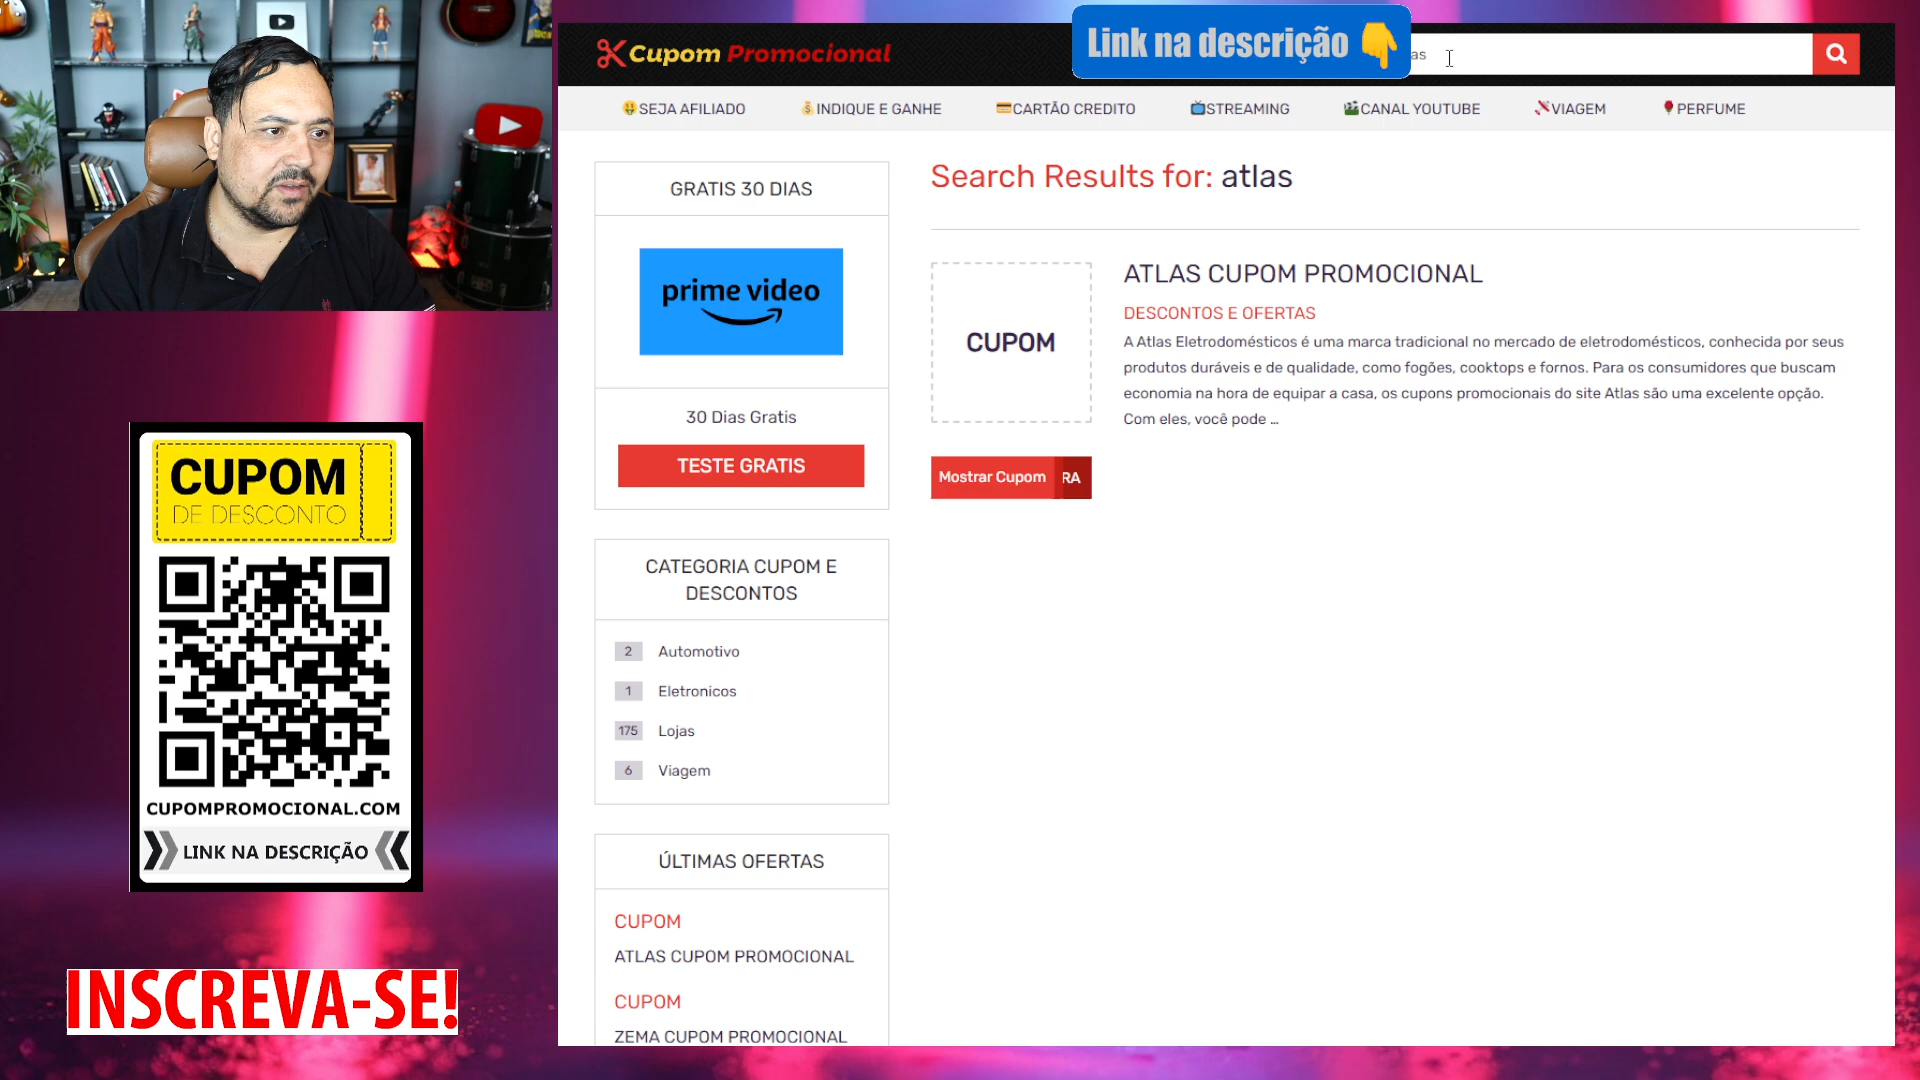 Cupom Promocional
Link na descrição
as
SEJA AFILIADO
INDIQUE E GANHE
CARTÃO CREDITO
STREAMING
CANAL YOUTUBE
VIAGEM
PERFUME
GRATIS 30 DIAS
prime video
30 Dias Gratis
TESTE GRATIS
CATEGORIA CUPOM E
DESCONTOS
2 Automotivo
1 Eletronicos
175 Lojas
6 Viagem
ÚLTIMAS OFERTAS
CUPOM
ATLAS CUPOM PROMOCIONAL
CUPOM
ZEMA CUPOM PROMOCIONAL
Search Results for: atlas
CUPOM
ATLAS CUPOM PROMOCIONAL
DESCONTOS E OFERTAS
A Atlas Eletrodomésticos é uma marca tradicional no mercado de eletrodomésticos, conhecida por seus
produtos duráveis e de qualidade, como fogões, cooktops e fornos. Para os consumidores que buscam
economia na hora de equipar a casa, os cupons promocionais do site Atlas são uma excelente opção.
Com eles, você pode ...
Mostrar Cupom RA
CUPOM
DE DESCONTO
CUPOMPROMOCIONAL.COM
LINK NA DESCRIÇÃO
INSCREVA-SE!